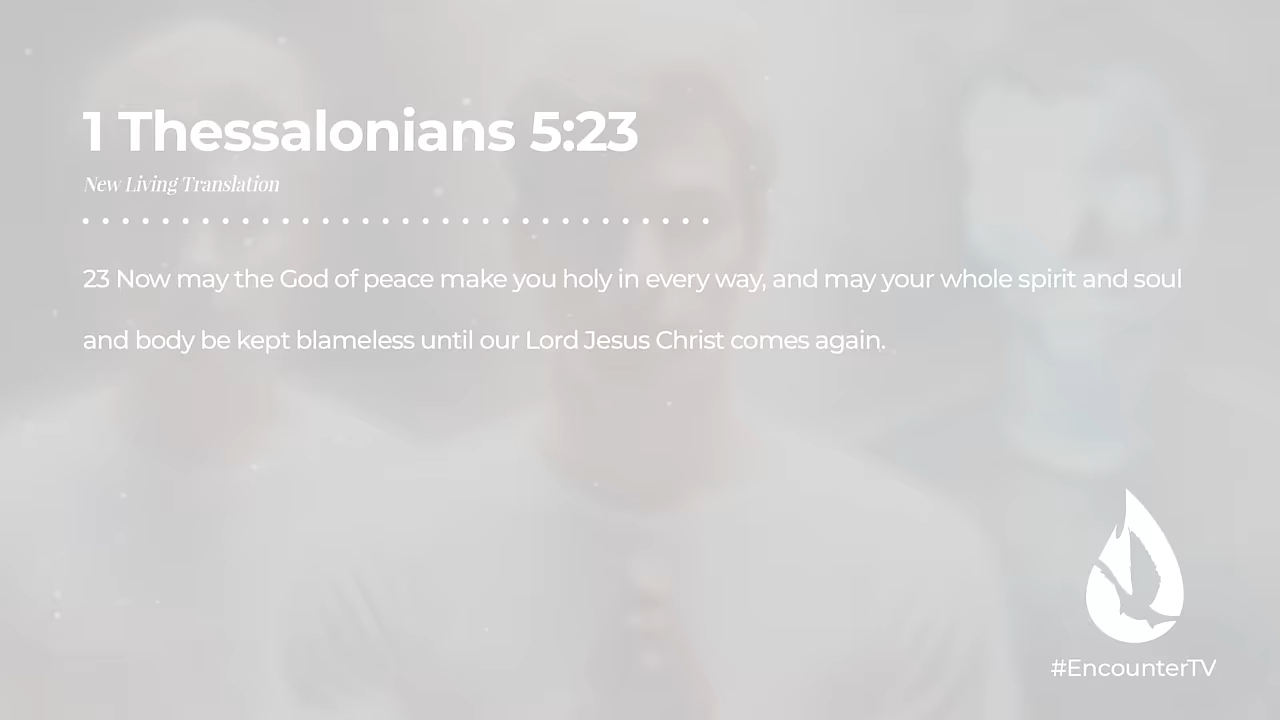 1 Thessalonians 5:23
New Living Translation
23 Now may the God of peace make you holy in every way, and may your whole spirit and soul
and body be kept blameless until our Lord Jesus Christ comes again.
#EncounterTV